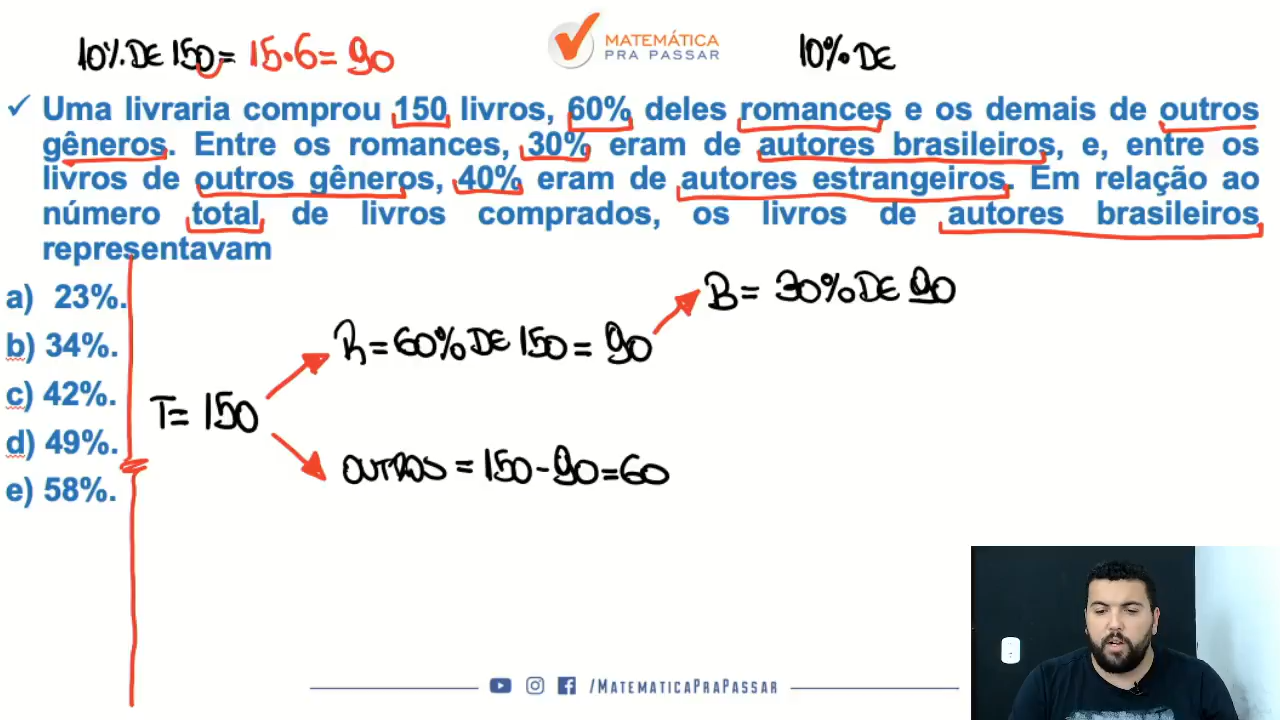 10% DE 150 = 15·6 = 90
MATEMÁTICA
PRA PASSAR
10% DE
✓ Uma livraria comprou 150 livros, 60% deles romances e os demais de outros
gêneros. Entre os romances, 30% eram de autores brasileiros, e, entre os
livros de outros gêneros, 40% eram de autores estrangeiros. Em relação ao
número total de livros comprados, os livros de autores brasileiros
representavam
a) 23%.
b) 34%.
c) 42%.
d) 49%.
e) 58%.
B = 30% DE 90
R = 60% DE 150 = 90
T = 150
OUTROS = 150 - 90 = 60
/MATEMATICAPRAPASSAR